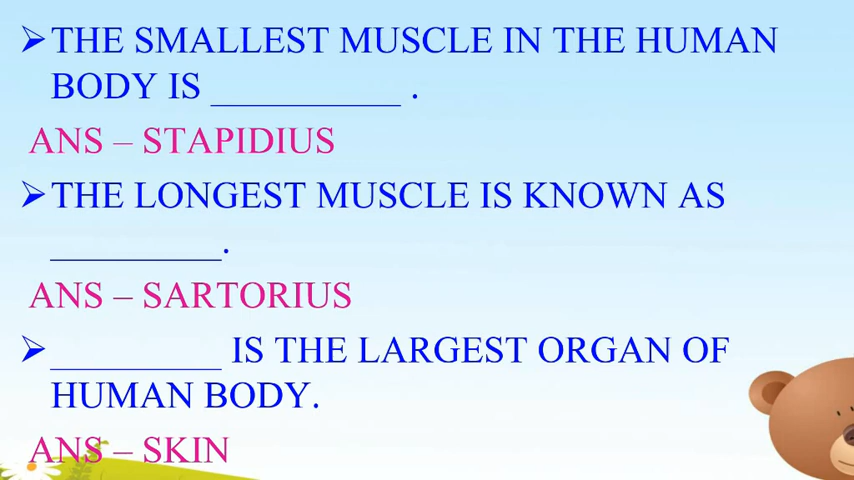 ➢THE SMALLEST MUSCLE IN THE HUMAN
BODY IS __________ .
ANS – STAPIDIUS
➢THE LONGEST MUSCLE IS KNOWN AS
_________.
ANS – SARTORIUS
➢_________ IS THE LARGEST ORGAN OF
HUMAN BODY.
ANS – SKIN